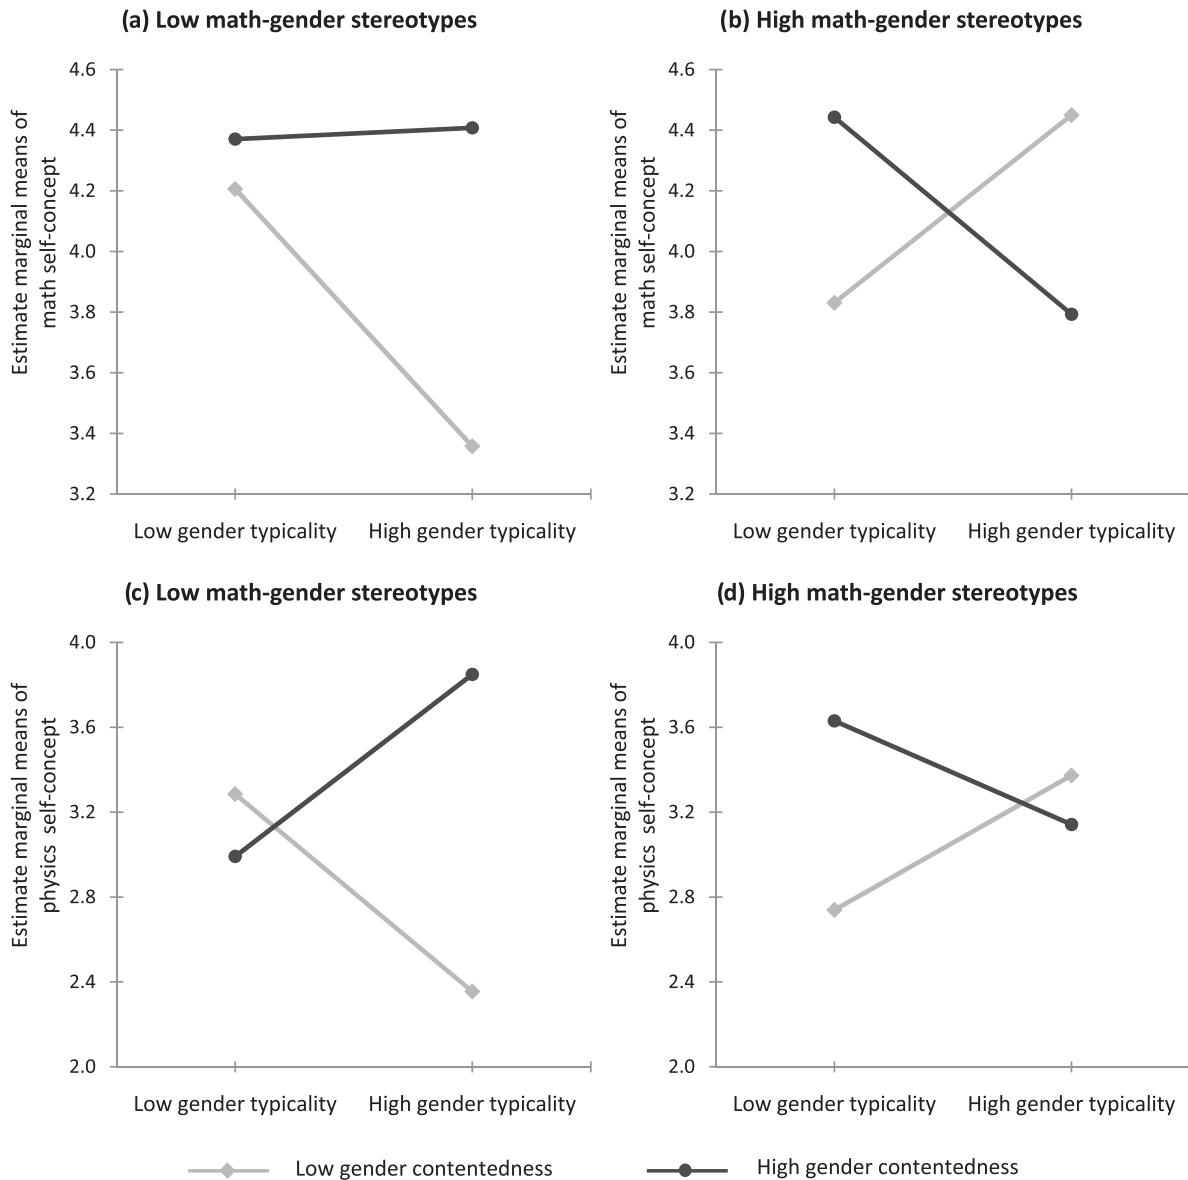 (a) Low math-gender stereotypes
Estimate marginal means of
math self-concept
4.6
4.4
4.2
4.0
3.8
3.6
3.4
3.2
Low gender typicality
High gender typicality
(b) High math-gender stereotypes
Estimate marginal means of
math self-concept
4.6
4.4
4.2
4.0
3.8
3.6
3.4
3.2
Low gender typicality
High gender typicality
(c) Low math-gender stereotypes
Estimate marginal means of
physics self-concept
4.0
3.6
3.2
2.8
2.4
2.0
Low gender typicality
High gender typicality
(d) High math-gender stereotypes
Estimate marginal means of
physics self-concept
4.0
3.6
3.2
2.8
2.4
2.0
Low gender typicality
High gender typicality
Low gender contentedness
High gender contentedness